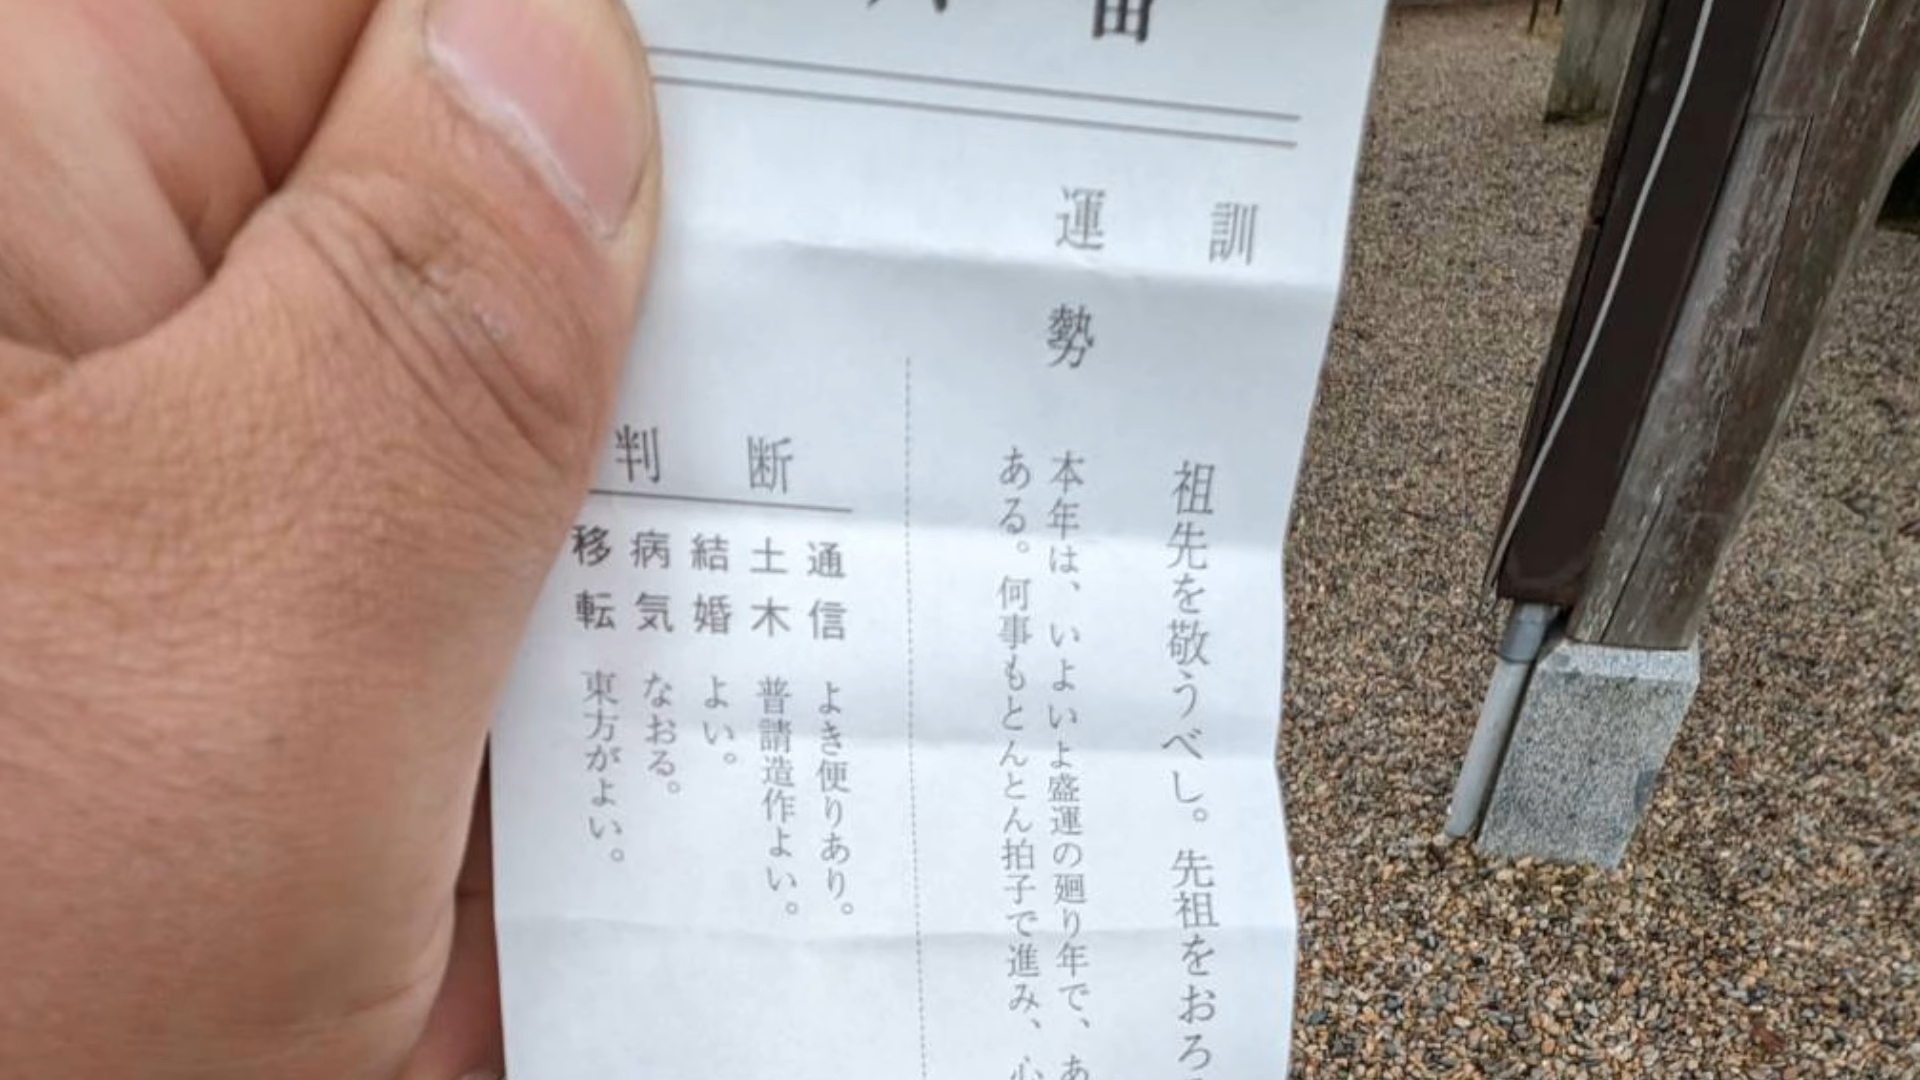 訓
祖先を敬うべし。先祖をおろ
運勢
本年は、いよいよ盛運の廻り年で、あ
ある。何事もとんとん拍子で進み、心
判断
通信 よき便りあり。
土木 普請造作よい。
結婚 よい。
病気 なおる。
移転 東方がよい。